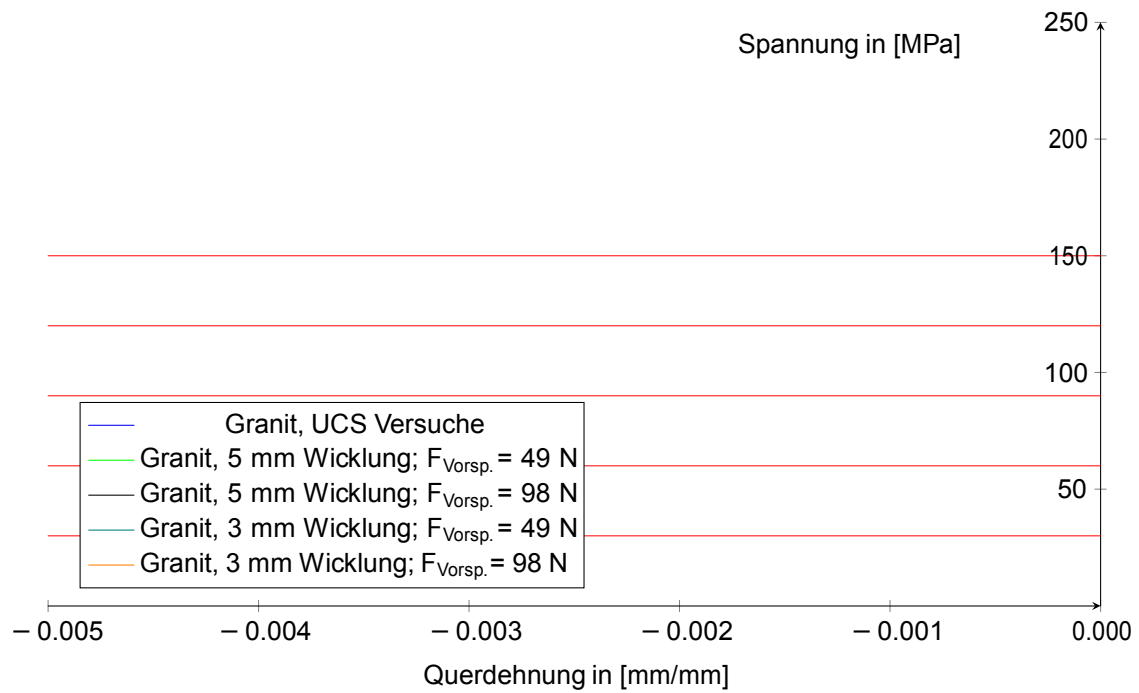 250
Spannung in [MPa]
200
150
100
Granit, UCS Versuche
Granit, 5 mm Wicklung; FVorsp. = 49 N
Granit, 5 mm Wicklung; FVorsp. = 98 N
50
Granit, 3 mm Wicklung; FVorsp. = 49 N
Granit, 3 mm Wicklung; FVorsp. = 98 N
– 0.005 – 0.004 – 0.003 – 0.002 – 0.001 0.000
Querdehnung in [mm/mm]